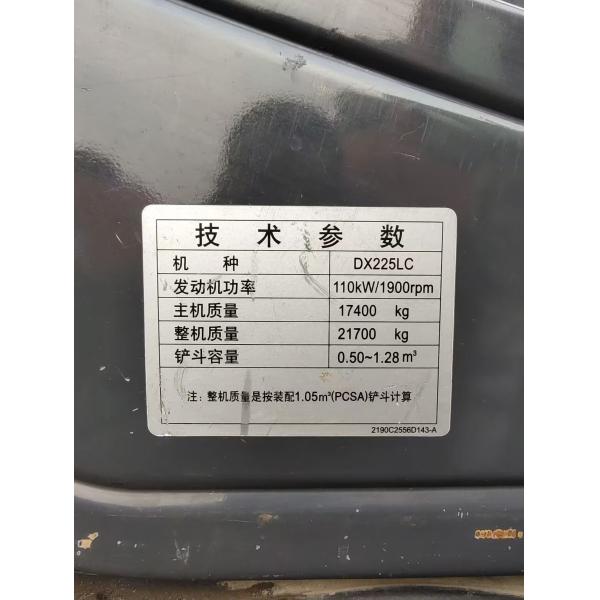 技术参数
机 种 DX225LC
发动机功率 110kW/1900rpm
主机质量 17400 kg
整机质量 21700 kg
铲斗容量 0.50~1.28m³
注: 整机质量是按装配1.05m³(PCSA)铲斗计算
2190C2556D143-A